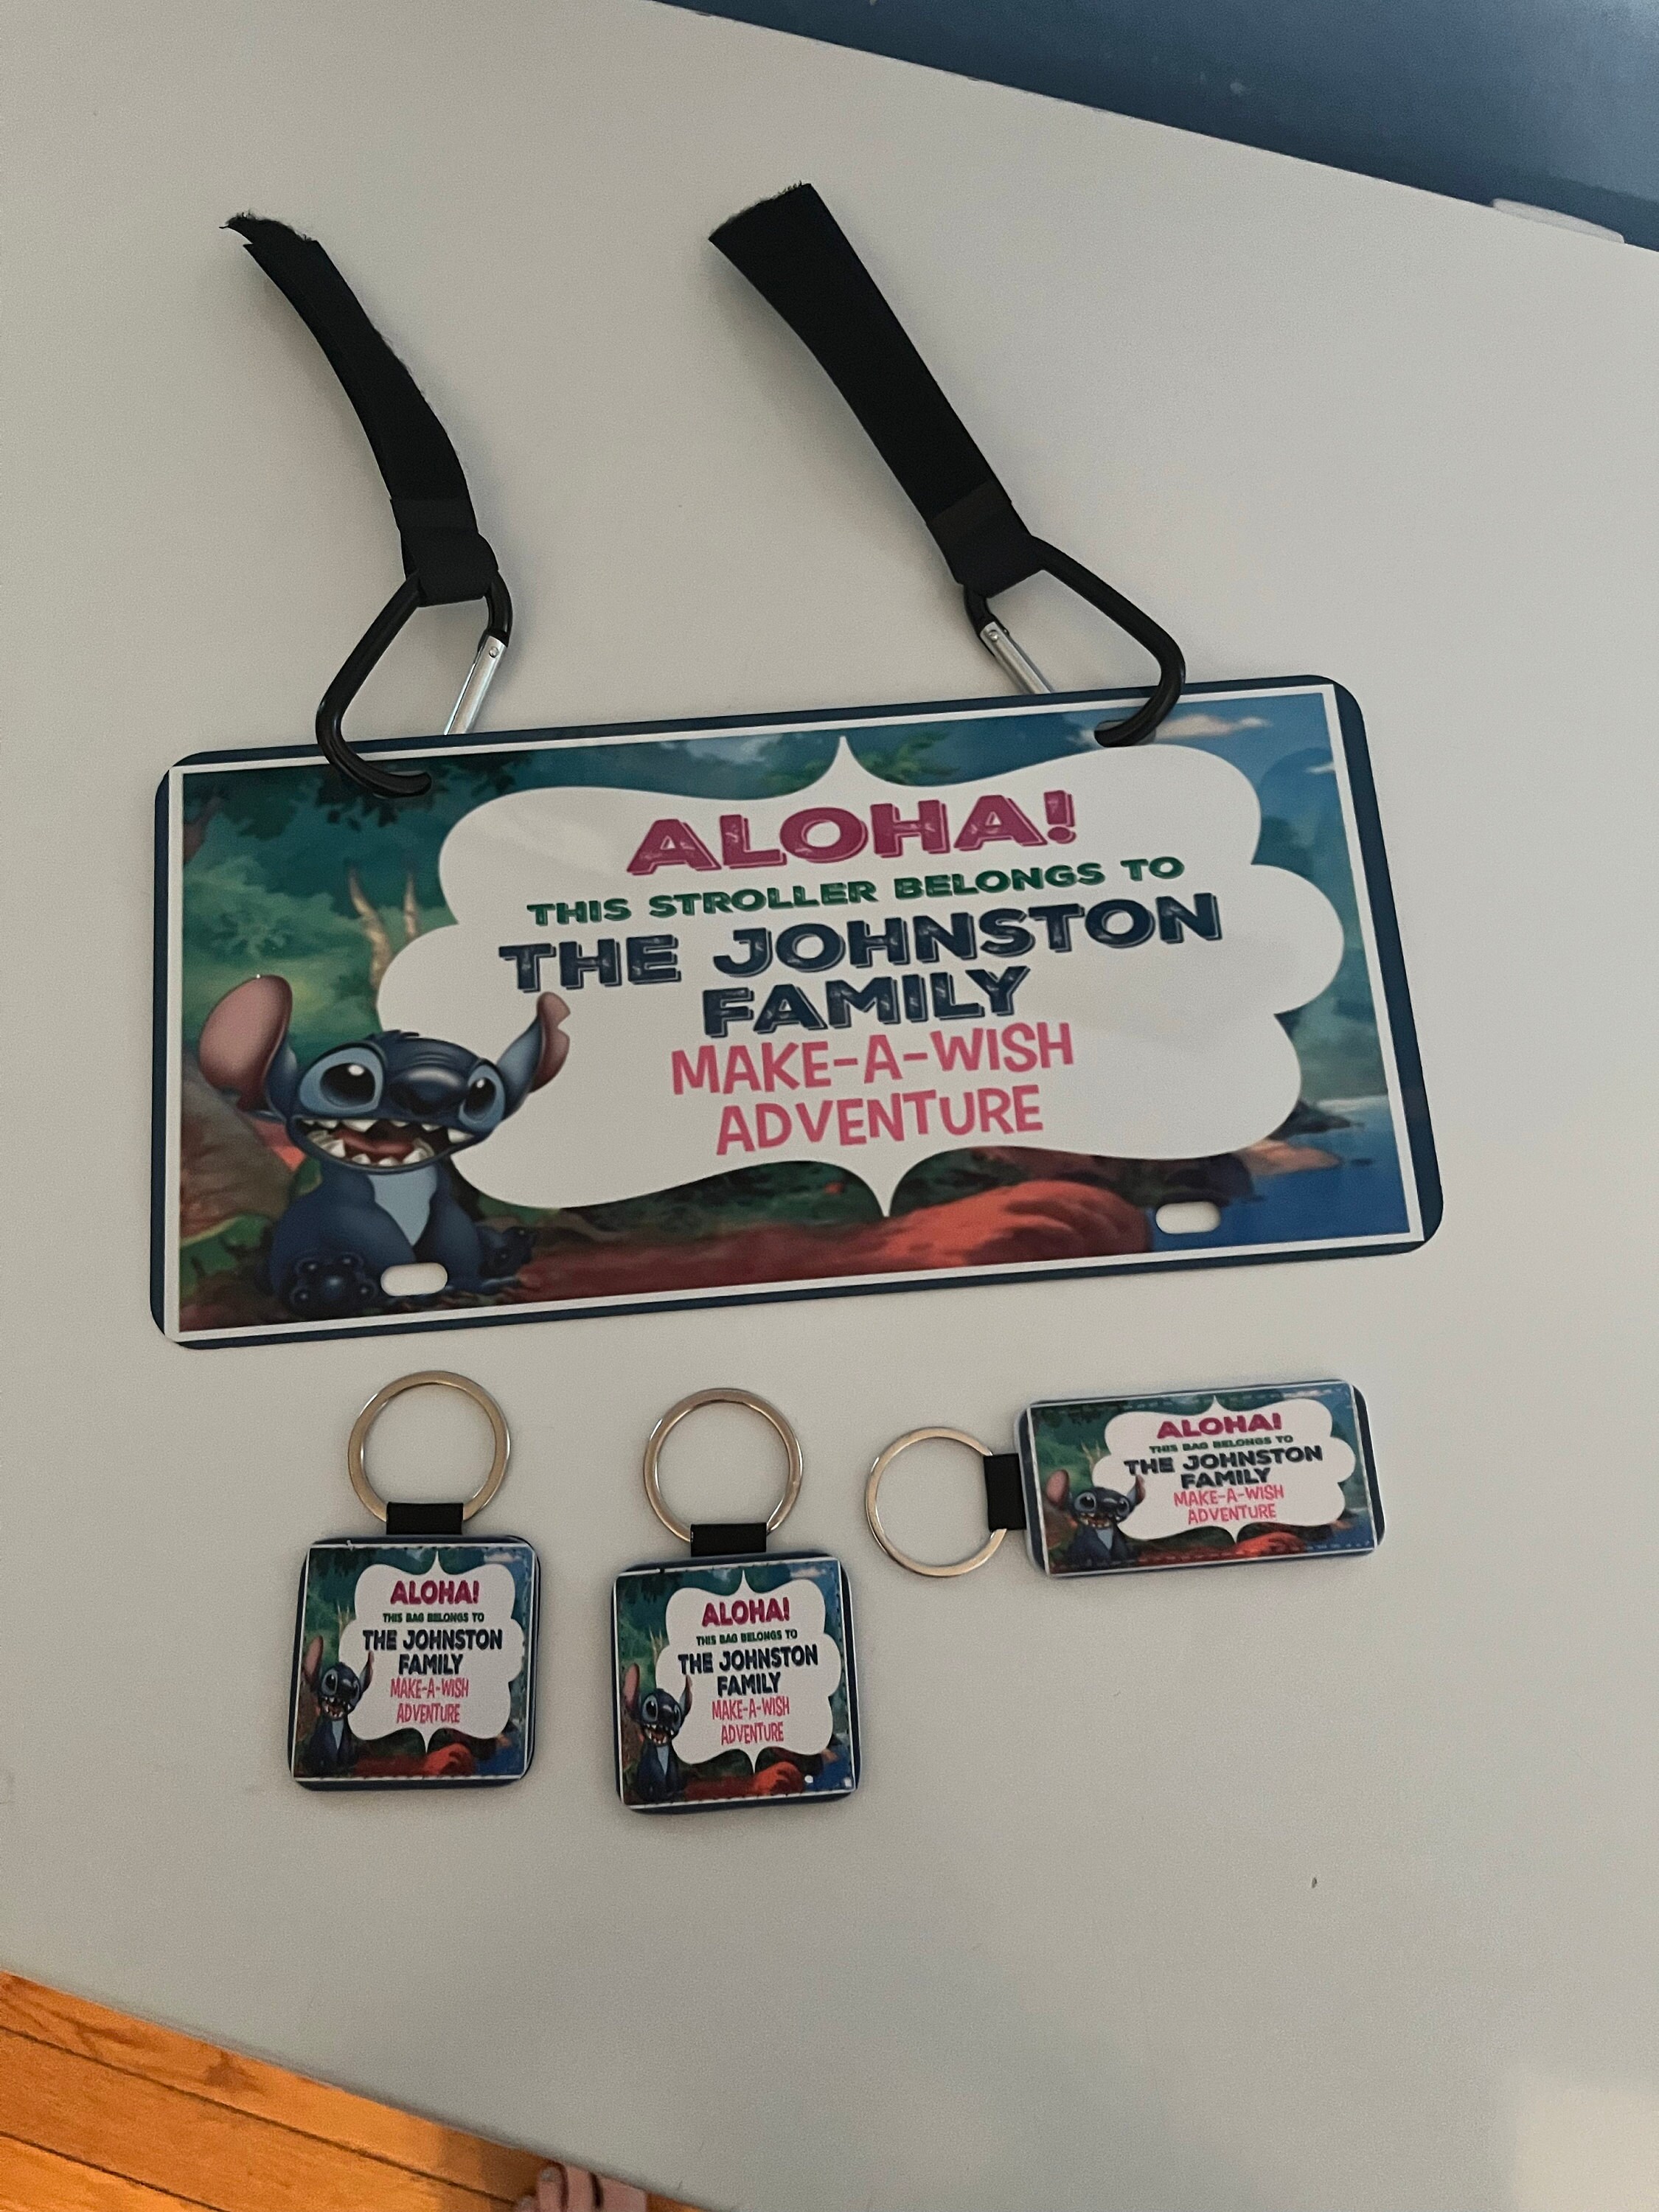 ALOHA!
THIS STROLLER BELONGS TO
THE JOHNSTON
FAMILY
MAKE-A-WISH
ADVENTURE
ALOHA!
THIS BAG BELONGS TO
THE JOHNSTON
FAMILY
MAKE-A-WISH
ADVENTURE
ALOHA!
THIS BAG BELONGS TO
THE JOHNSTON
FAMILY
MAKE-A-WISH
ADVENTURE
ALOHA!
THIS BAG BELONGS TO
THE JOHNSTON
FAMILY
MAKE-A-WISH
ADVENTURE